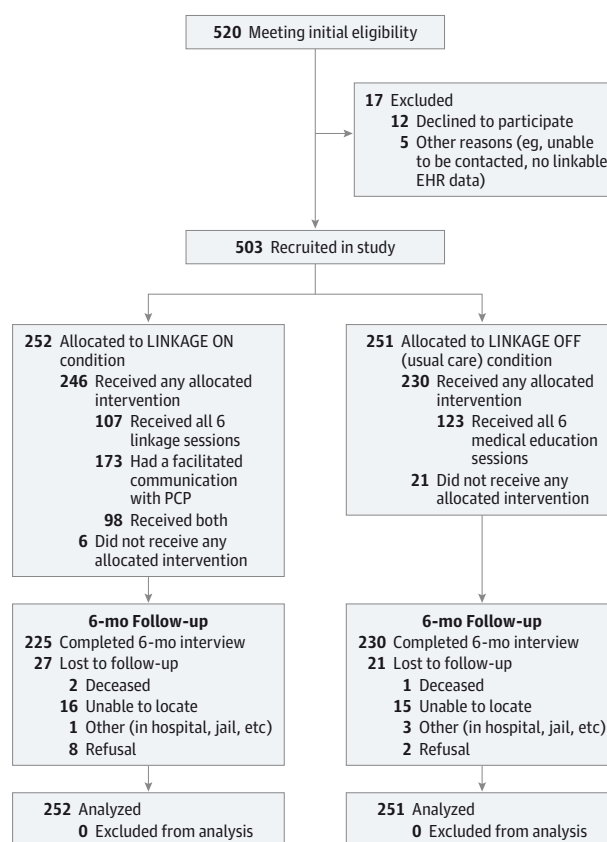 520 Meeting initial eligibility
17 Excluded
12 Declined to participate
5 Other reasons (eg, unable
to be contacted, no linkable
EHR data)
503 Recruited in study
252 Allocated to LINKAGE ON
condition
246 Received any allocated
intervention
107 Received all 6
linkage sessions
173 Had a facilitated
communication
with PCP
98 Received both
6 Did not receive any
allocated intervention
251 Allocated to LINKAGE OFF
(usual care) condition
230 Received any allocated
intervention
123 Received all 6
medical education
sessions
21 Did not receive any
allocated intervention
6-mo Follow-up
225 Completed 6-mo interview
27 Lost to follow-up
2 Deceased
16 Unable to locate
1 Other (in hospital, jail, etc)
8 Refusal
6-mo Follow-up
230 Completed 6-mo interview
21 Lost to follow-up
1 Deceased
15 Unable to locate
3 Other (in hospital, jail, etc)
2 Refusal
252 Analyzed
0 Excluded from analysis
251 Analyzed
0 Excluded from analysis